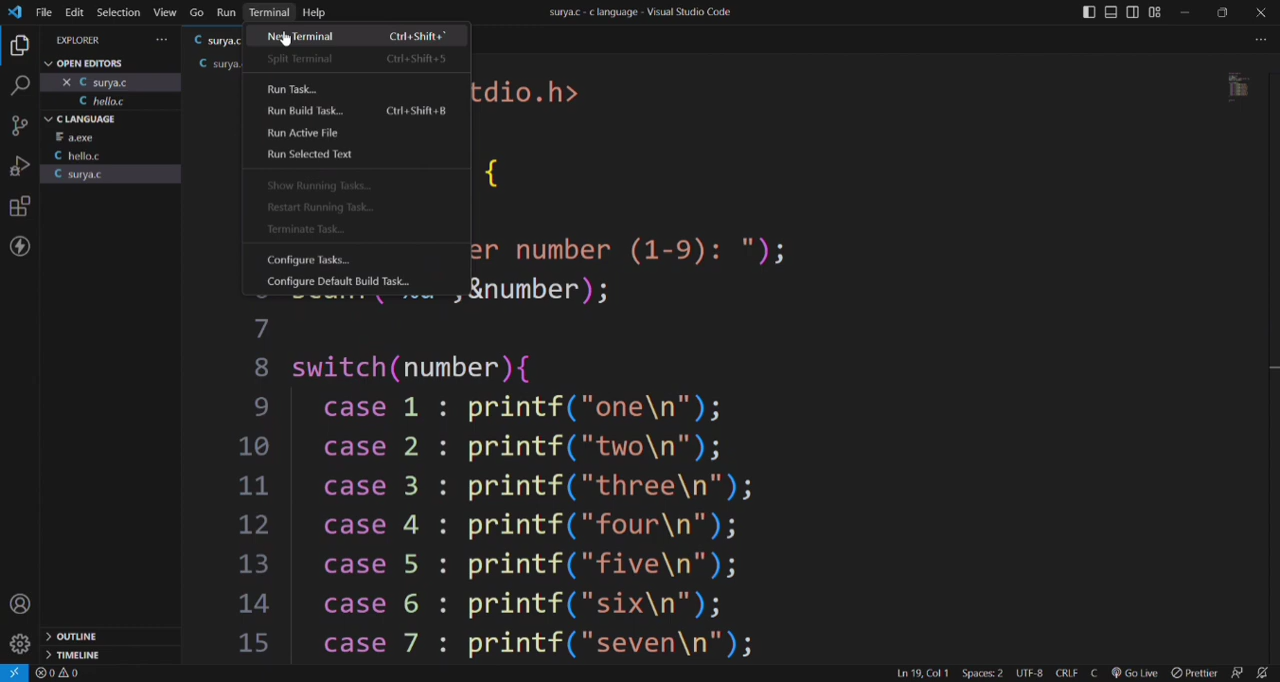 File Edit Selection View Go Run Terminal Help
surya.c - c language - Visual Studio Code
EXPLORER
OPEN EDITORS
surya.c
hello.c
C LANGUAGE
a.exe
hello.c
surya.c
OUTLINE
TIMELINE
surya.c
surya.
New Terminal Ctrl+Shift+`
Split Terminal Ctrl+Shift+5
Run Task...
Run Build Task... Ctrl+Shift+B
Run Active File
Run Selected Text
Show Running Tasks...
Restart Running Task...
Terminate Task...
Configure Tasks...
Configure Default Build Task...
tdio.h>
{
er number (1-9): ");
,&number);
7
8 switch(number){
9 case 1 : printf("one\n");
10 case 2 : printf("two\n");
11 case 3 : printf("three\n");
12 case 4 : printf("four\n");
13 case 5 : printf("five\n");
14 case 6 : printf("six\n");
15 case 7 : printf("seven\n");
0 0 Ln 19, Col 1 Spaces: 2 UTF-8 CRLF C Go Live Prettier